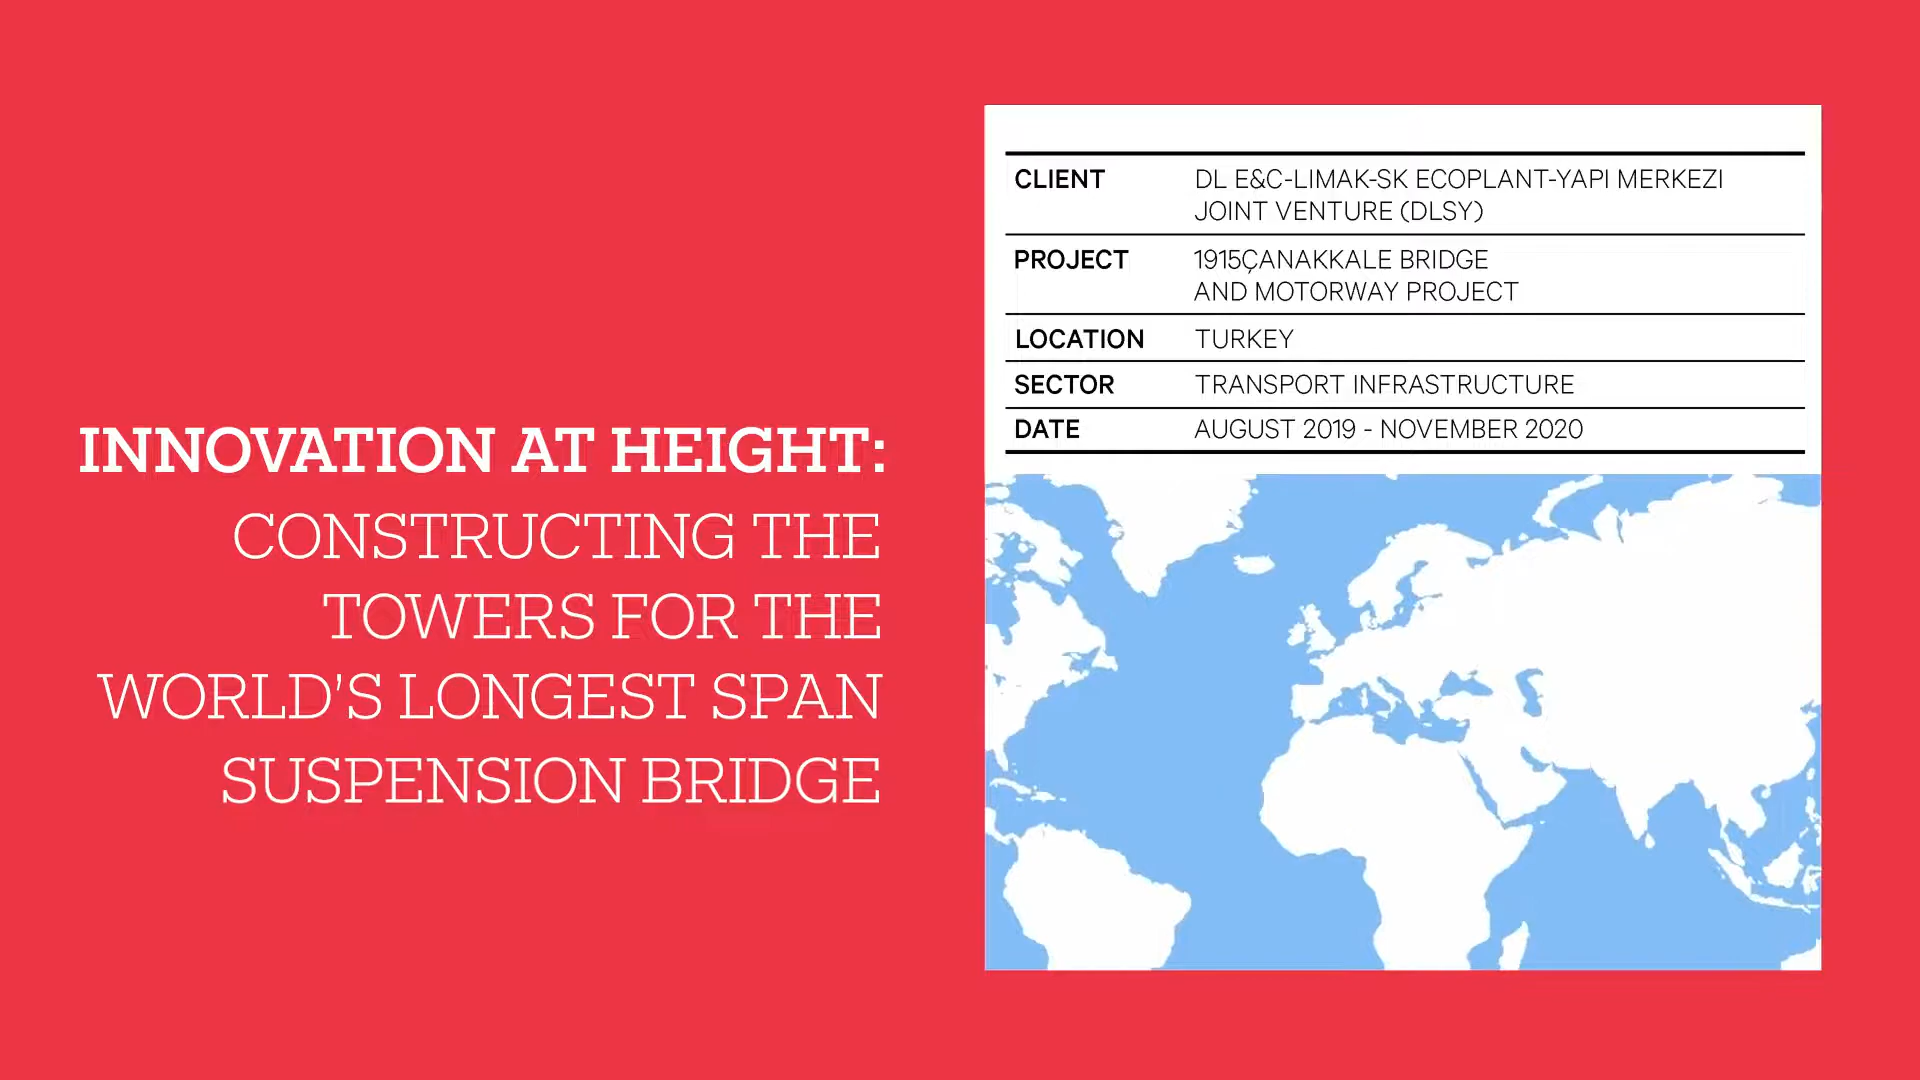 INNOVATION AT HEIGHT:
CONSTRUCTING THE
TOWERS FOR THE
WORLD'S LONGEST SPAN
SUSPENSION BRIDGE
CLIENT DL E&C-LIMAK-SK ECOPLANT-YAPI MERKEZI
JOINT VENTURE (DLSY)
PROJECT 1915ÇANAKKALE BRIDGE
AND MOTORWAY PROJECT
LOCATION TURKEY
SECTOR TRANSPORT INFRASTRUCTURE
DATE AUGUST 2019 - NOVEMBER 2020